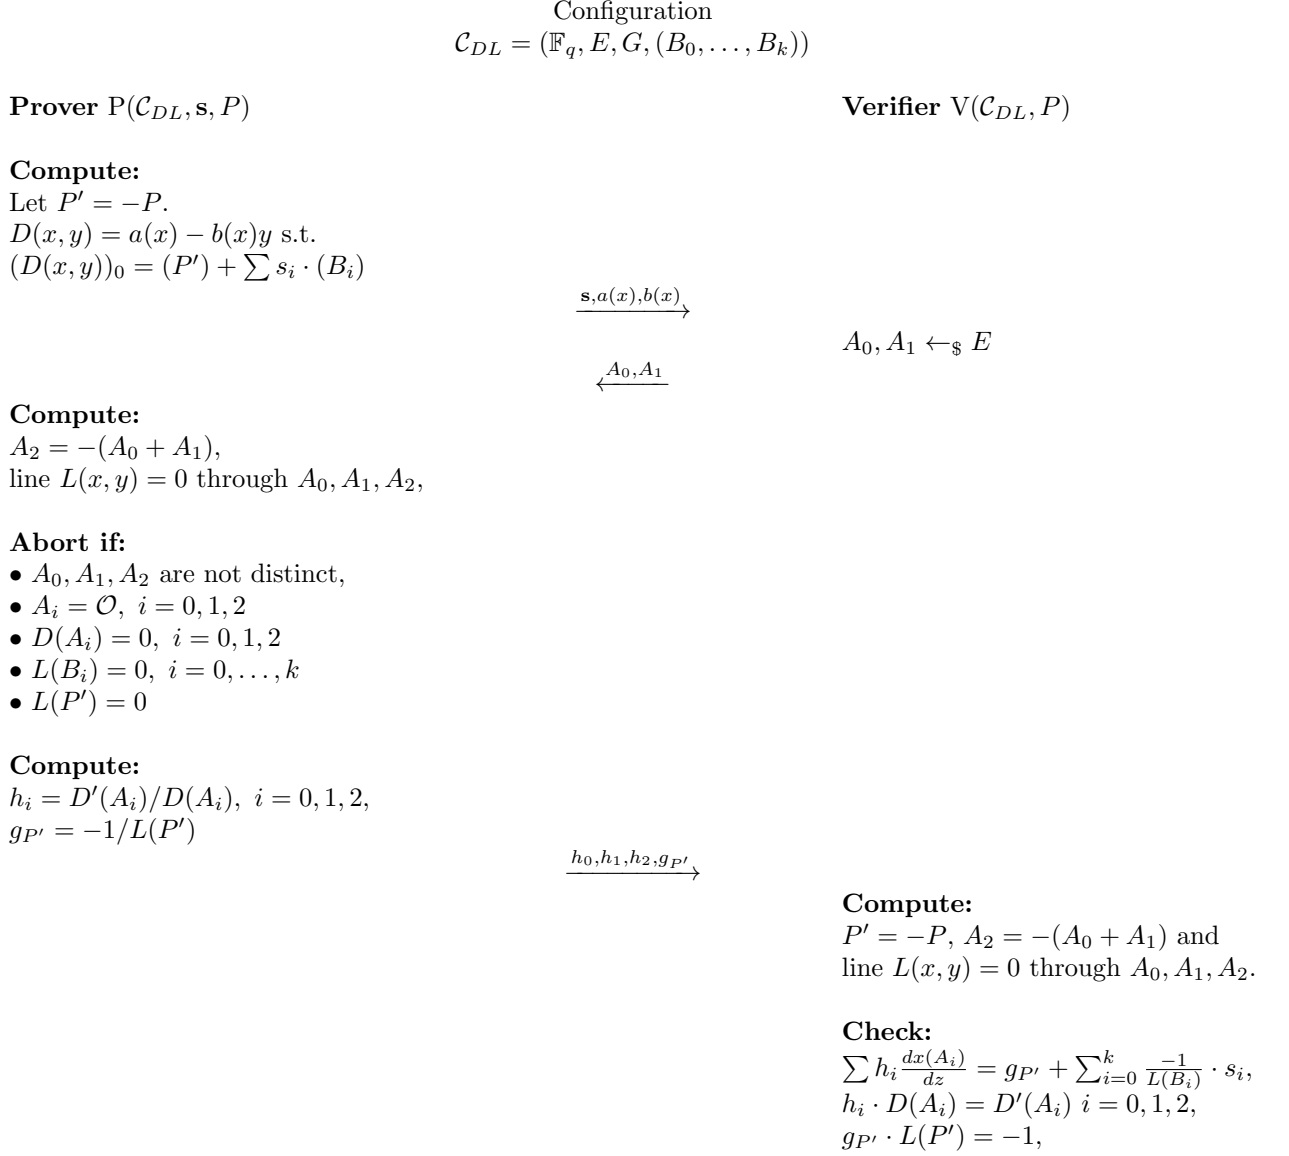 Configuration
𝒞_{DL} = (𝔽_q, E, G, (B_0, …, B_k))
Prover P(𝒞_{DL}, s, P)
Verifier V(𝒞_{DL}, P)
Compute:
Let P′ = −P.
D(x, y) = a(x) − b(x)y s.t.
(D(x, y))_0 = (P′) + ∑ s_i · (B_i)
s,a(x),b(x)
A_0, A_1 ←_$ E
A_0,A_1
Compute:
A_2 = −(A_0 + A_1),
line L(x, y) = 0 through A_0, A_1, A_2,
Abort if:
• A_0, A_1, A_2 are not distinct,
• A_i = 𝒪, i = 0, 1, 2
• D(A_i) = 0, i = 0, 1, 2
• L(B_i) = 0, i = 0, …, k
• L(P′) = 0
Compute:
h_i = D′(A_i)/D(A_i), i = 0, 1, 2,
g_{P′} = −1/L(P′)
h_0,h_1,h_2,g_{P′}
Compute:
P′ = −P, A_2 = −(A_0 + A_1) and
line L(x, y) = 0 through A_0, A_1, A_2.
Check:
∑ h_i \frac{dx(A_i)}{dz} = g_{P′} + ∑_{i=0}^{k} \frac{−1}{L(B_i)} · s_i,
h_i · D(A_i) = D′(A_i) i = 0, 1, 2,
g_{P′} · L(P′) = −1,